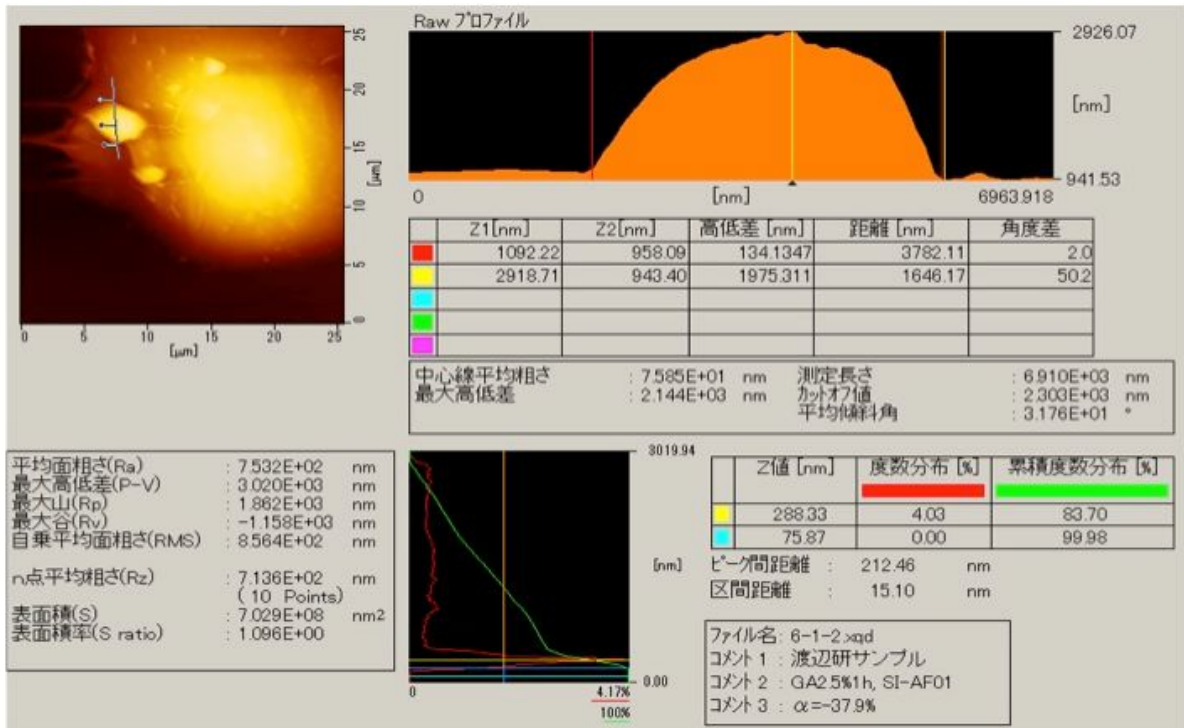 Raw プロファイル
2926.07
[nm]
941.53
0
[nm]
6963.918
25
20
15
10
5
0
[μm]
0
5
10
15
20
25
[μm]
Z1[nm] Z2[nm] 高低差 [nm] 距離 [nm] 角度差
1092.22 958.09 134.1347 3782.11 2.0
2918.71 943.40 1975.311 1646.17 50.2
中心線平均粗さ : 7.585E+01 nm 測定長さ : 6.910E+03 nm
最大高低差 : 2.144E+03 nm カットオフ値 : 2.303E+03 nm
平均傾斜角 : 3.176E+01 °
平均面粗さ(Ra) : 7.532E+02 nm
最大高低差(P-V) : 3.020E+03 nm
最大山(Rp) : 1.862E+03 nm
最大谷(Rv) : -1.158E+03 nm
自乗平均面粗さ(RMS) : 8.564E+02 nm
n点平均粗さ(Rz) : 7.136E+02 nm
( 10 Points)
表面積(S) : 7.029E+08 nm2
表面積率(S ratio) : 1.096E+00
3019.94
[nm]
0.00
0
4.17%
100%
Z値 [nm] 度数分布 [%] 累積度数分布 [%]
288.33 4.03 83.70
75.87 0.00 99.98
ピーク間距離 : 212.46 nm
区間距離 : 15.10 nm
ファイル名 : 6-1-2.xqd
コメント 1 : 渡辺研サンプル
コメント 2 : GA2.5%1h, SI-AF01
コメント 3 : α=-37.9%